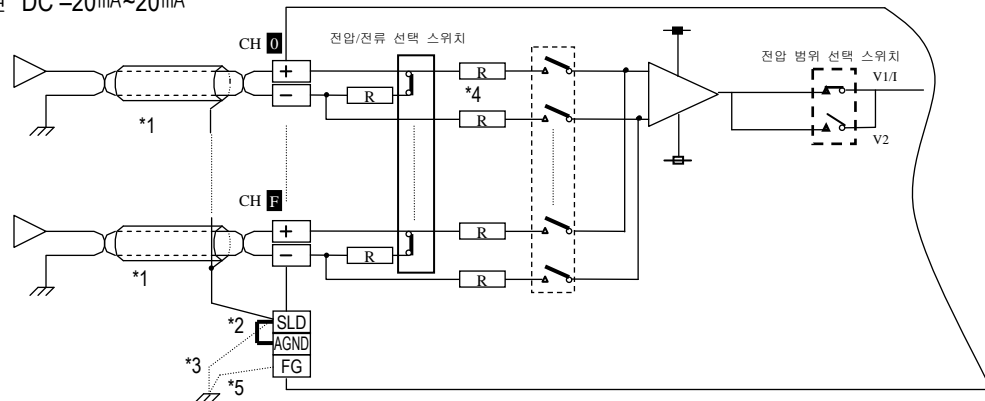 DC –20mA~20mA
CH 0
전압/전류 선택 스위치
전압 범위 선택 스위치
+
R
*4
V1/I
−
R
*1
R
V2
CH F
+
R
−
R
*1
R
*2
SLD
AGND
*3
FG
*5